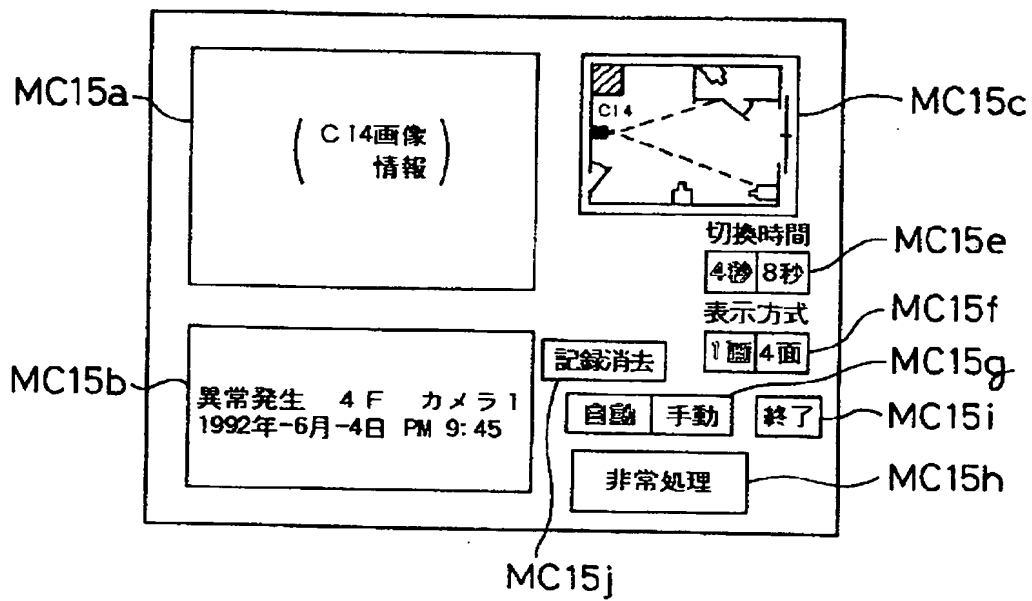 MC15a
(C14画像
情報)
C14
MC15c
切換時間
4秒 8秒
MC15e
表示方式
1面 4面
MC15f
MC15b
異常発生 4F カメラ1
1992年-6月-4日 PM 9:45
記録消去
自動 手動
MC15g
終了
MC15i
非常処理
MC15h
MC15j